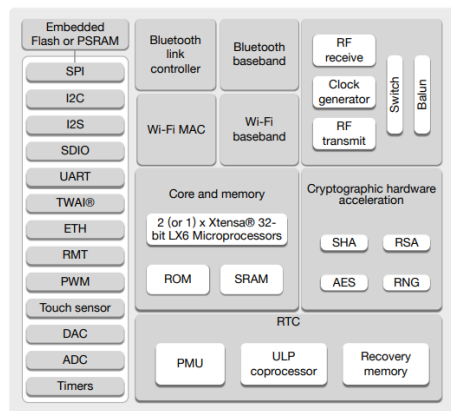 Embedded
Flash or PSRAM
SPI
I2C
I2S
SDIO
UART
TWAI®
ETH
RMT
PWM
Touch sensor
DAC
ADC
Timers
Bluetooth
link
controller
Bluetooth
baseband
Wi-Fi MAC
Wi-Fi
baseband
RF
receive
Clock
generator
RF
transmit
Switch
Balun
Core and memory
2 (or 1) x Xtensa® 32-
bit LX6 Microprocessors
ROM
SRAM
Cryptographic hardware
acceleration
SHA
RSA
AES
RNG
RTC
PMU
ULP
coprocessor
Recovery
memory